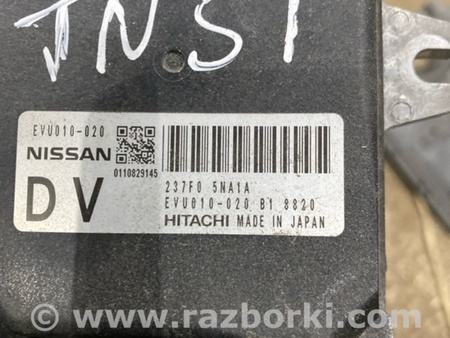 JNS1
EVU010-020
NISSAN
0110829145
237F0 5NA1A
DV
EVU010-020 B1 8820
HITACHI MADE IN JAPAN
© www.razborki.com